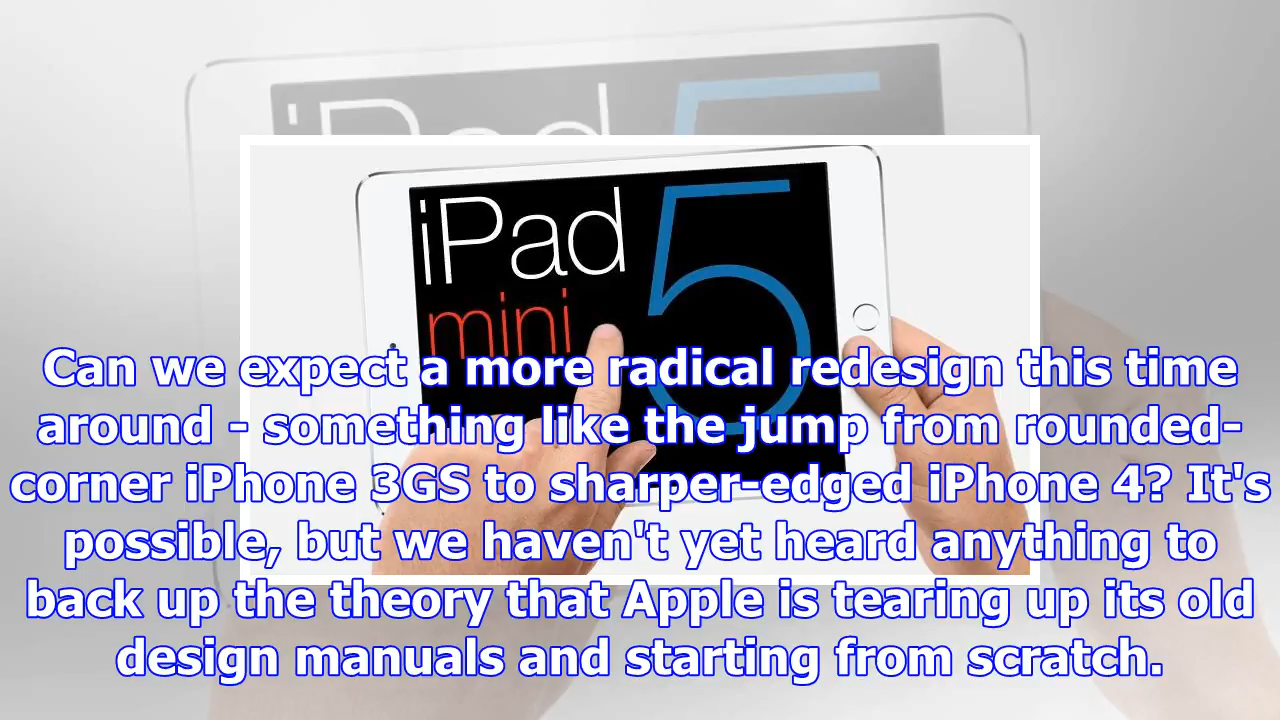 iPad
iPad
mini
5
Can we expect a more radical redesign this time
around - something like the jump from rounded-
corner iPhone 3GS to sharper-edged iPhone 4? It's
possible, but we haven't yet heard anything to
back up the theory that Apple is tearing up its old
design manuals and starting from scratch.